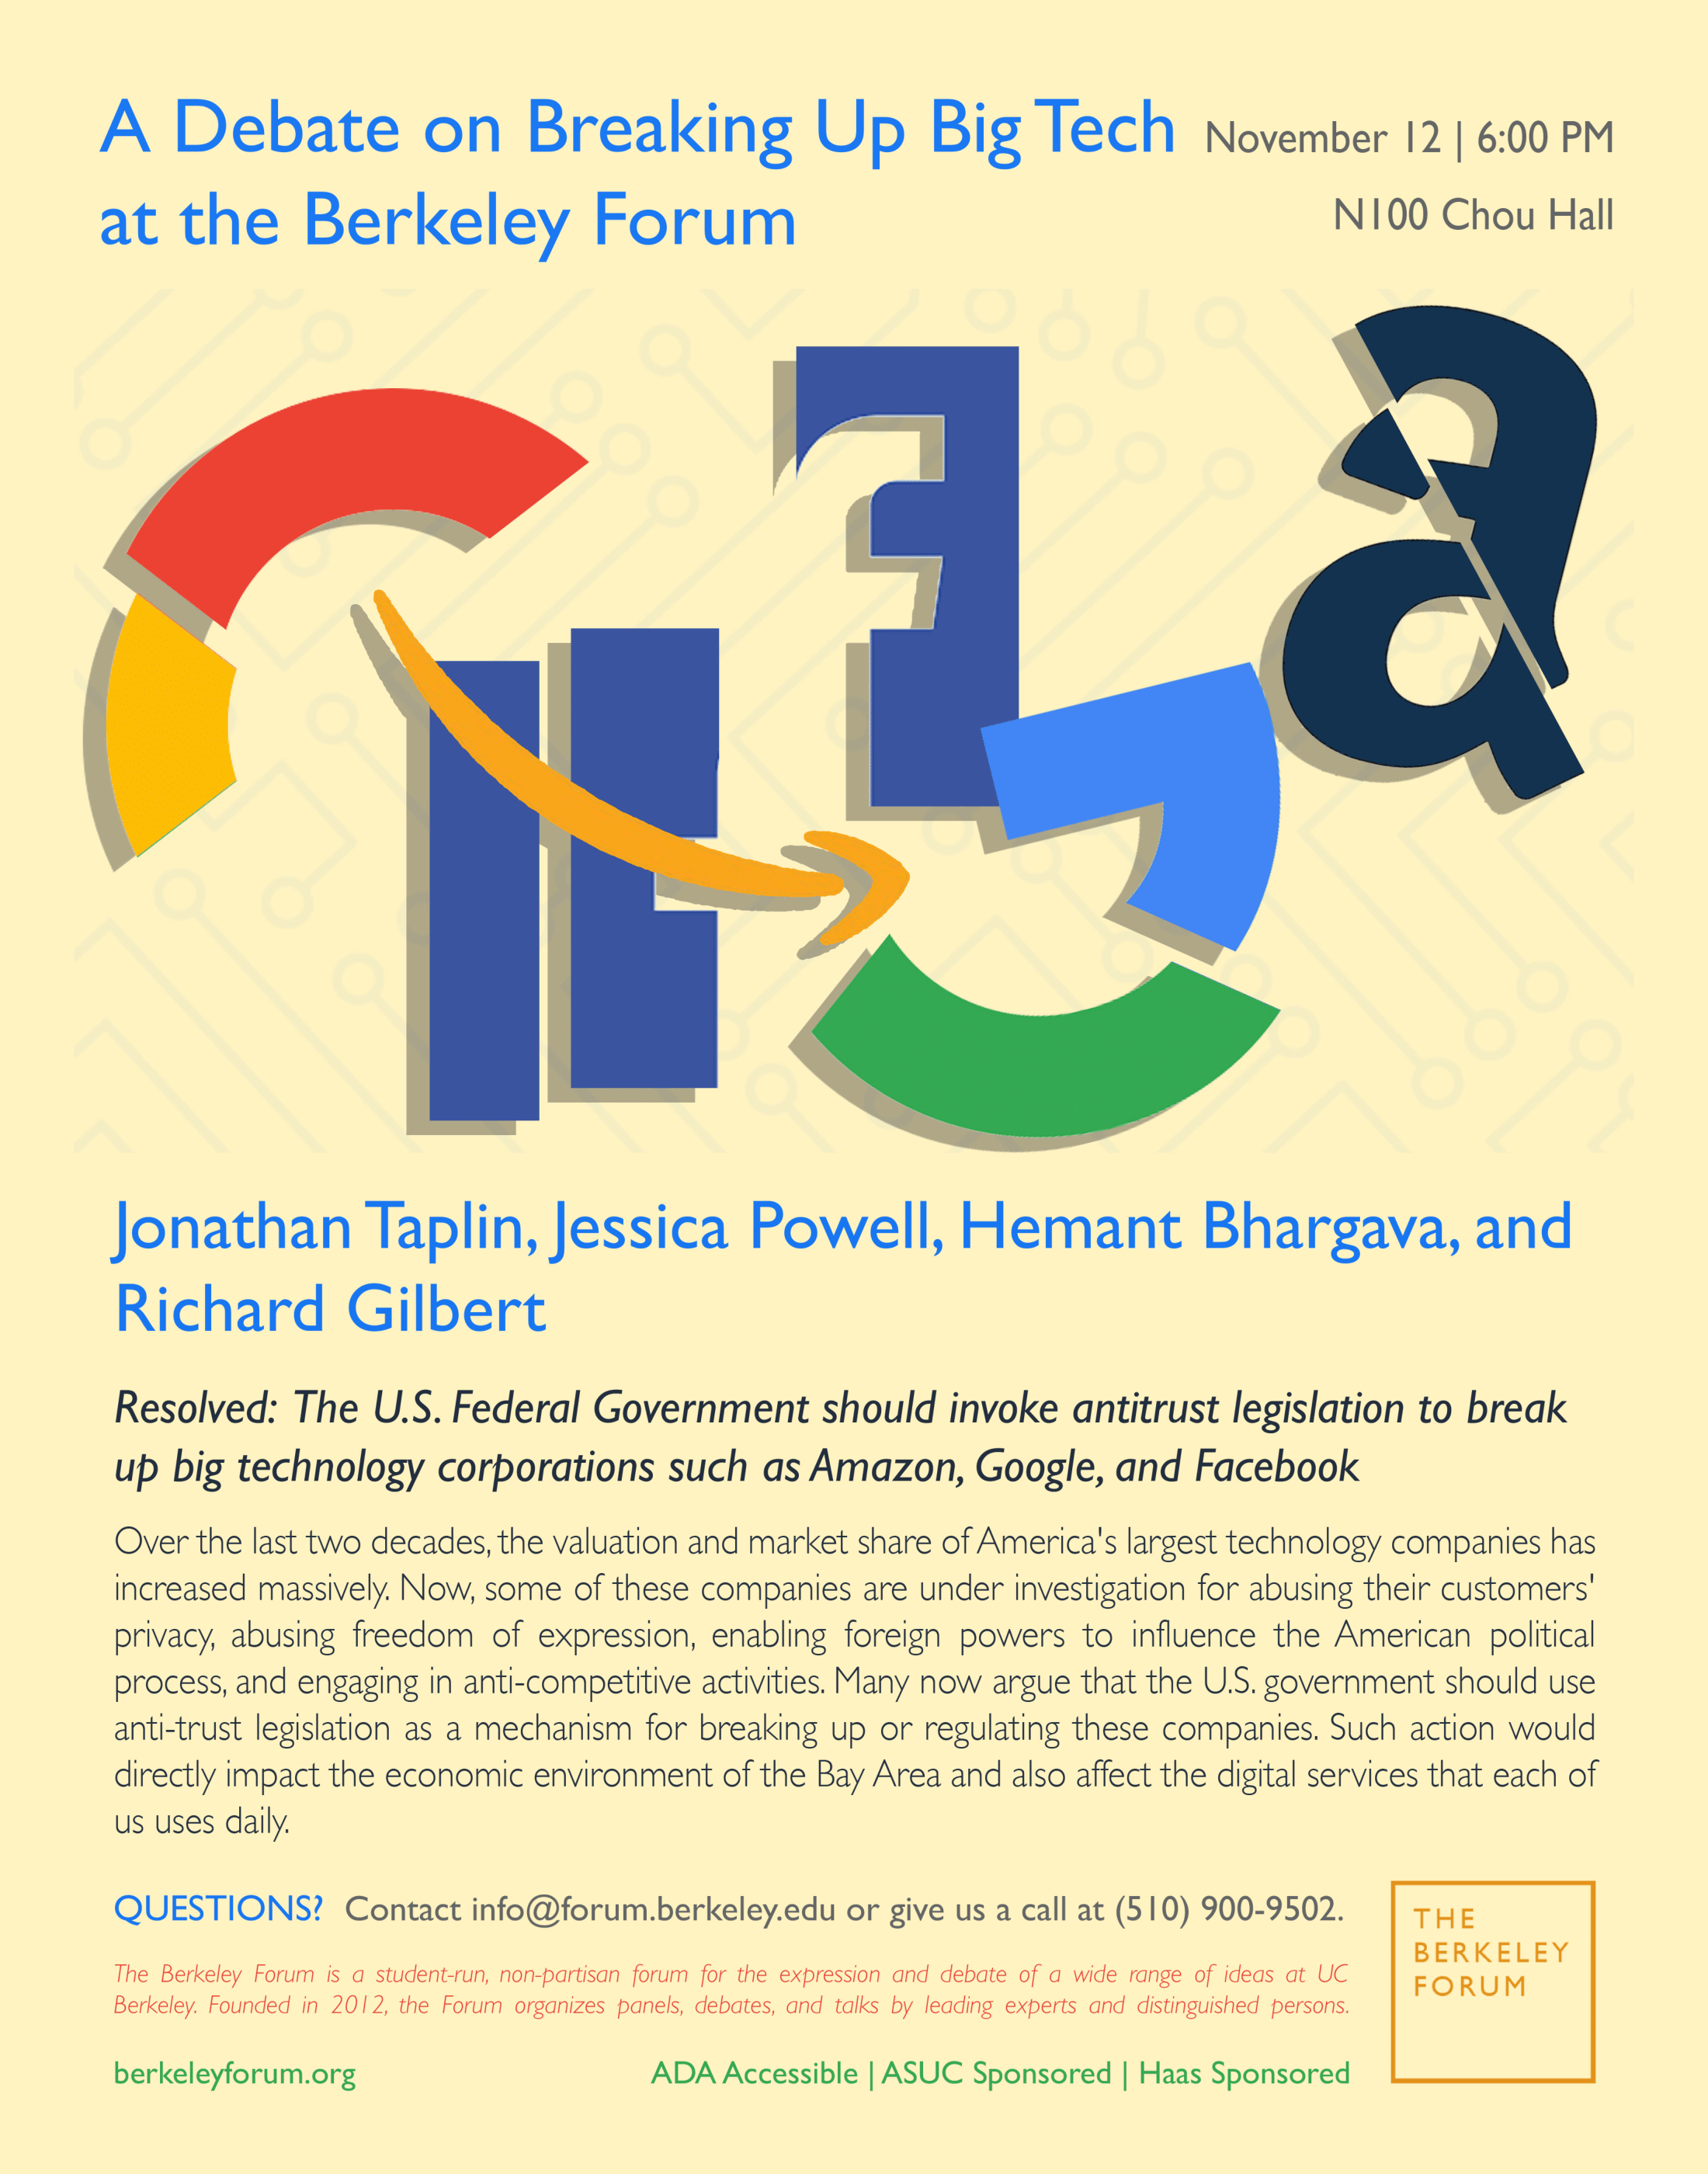 A Debate on Breaking Up Big Tech
at the Berkeley Forum
November 12 | 6:00 PM
N100 Chou Hall
a
Jonathan Taplin, Jessica Powell, Hemant Bhargava, and
Richard Gilbert
Resolved: The U.S. Federal Government should invoke antitrust legislation to break
up big technology corporations such as Amazon, Google, and Facebook
Over the last two decades, the valuation and market share of America's largest technology companies has
increased massively. Now, some of these companies are under investigation for abusing their customers'
privacy, abusing freedom of expression, enabling foreign powers to influence the American political
process, and engaging in anti-competitive activities. Many now argue that the U.S. government should use
anti-trust legislation as a mechanism for breaking up or regulating these companies. Such action would
directly impact the economic environment of the Bay Area and also affect the digital services that each of
us uses daily.
QUESTIONS? Contact info@forum.berkeley.edu or give us a call at (510) 900-9502.
The Berkeley Forum is a student-run, non-partisan forum for the expression and debate of a wide range of ideas at UC
Berkeley. Founded in 2012, the Forum organizes panels, debates, and talks by leading experts and distinguished persons.
berkeleyforum.org
ADA Accessible | ASUC Sponsored | Haas Sponsored
THE
BERKELEY
FORUM